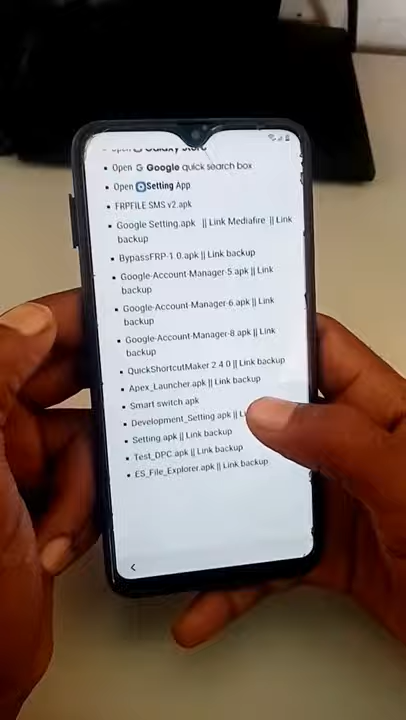 Open Galaxy Store
Open G Google quick search box
Open Setting App
FRPFILE SMS v2.apk
Google Setting.apk || Link Mediafire || Link
backup
BypassFRP-1.0.apk || Link backup
Google-Account-Manager-5.apk || Link
backup
Google-Account-Manager-6.apk || Link
backup
Google-Account-Manager-8.apk || Link
backup
QuickShortcutMaker 2.4.0 || Link backup
Apex_Launcher.apk || Link backup
Smart switch apk
Development_Setting.apk ||
Setting.apk || Link backup
Test_DPC.apk || Link backup
ES_File_Explorer.apk || Link backup